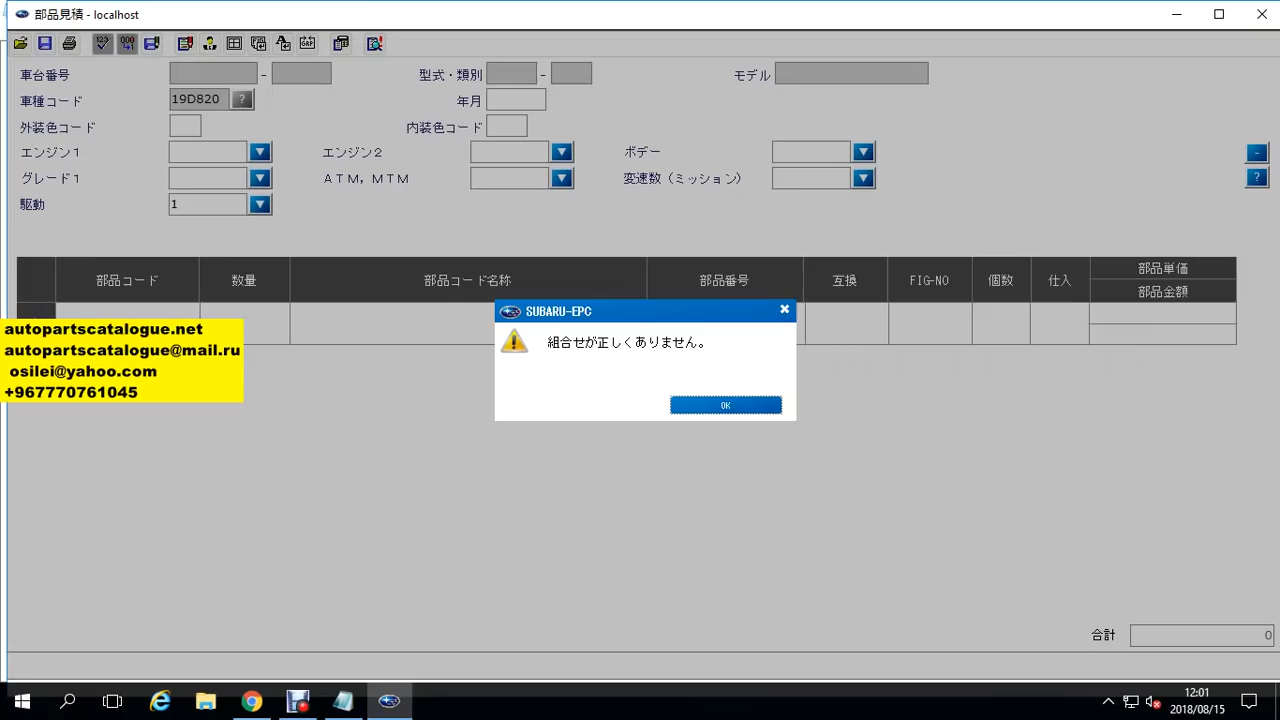 部品見積 - localhost
車台番号 - 型式・類別 - モデル
車種コード 19D820 ? 年月
外装色コード 内装色コード
エンジン１ エンジン２ ボデー -
グレード１ ＡＴＭ，ＭＴＭ 変速数（ミッション） ?
駆動 1
部品コード 数量 部品コード名称 部品番号 互換 FIG-NO 個数 仕入 部品単価
部品金額
SUBARU-EPC
組合せが正しくありません。
OK
autopartscatalogue.net
autopartscatalogue@mail.ru
osilei@yahoo.com
+967770761045
合計 0
12:01
2018/08/15